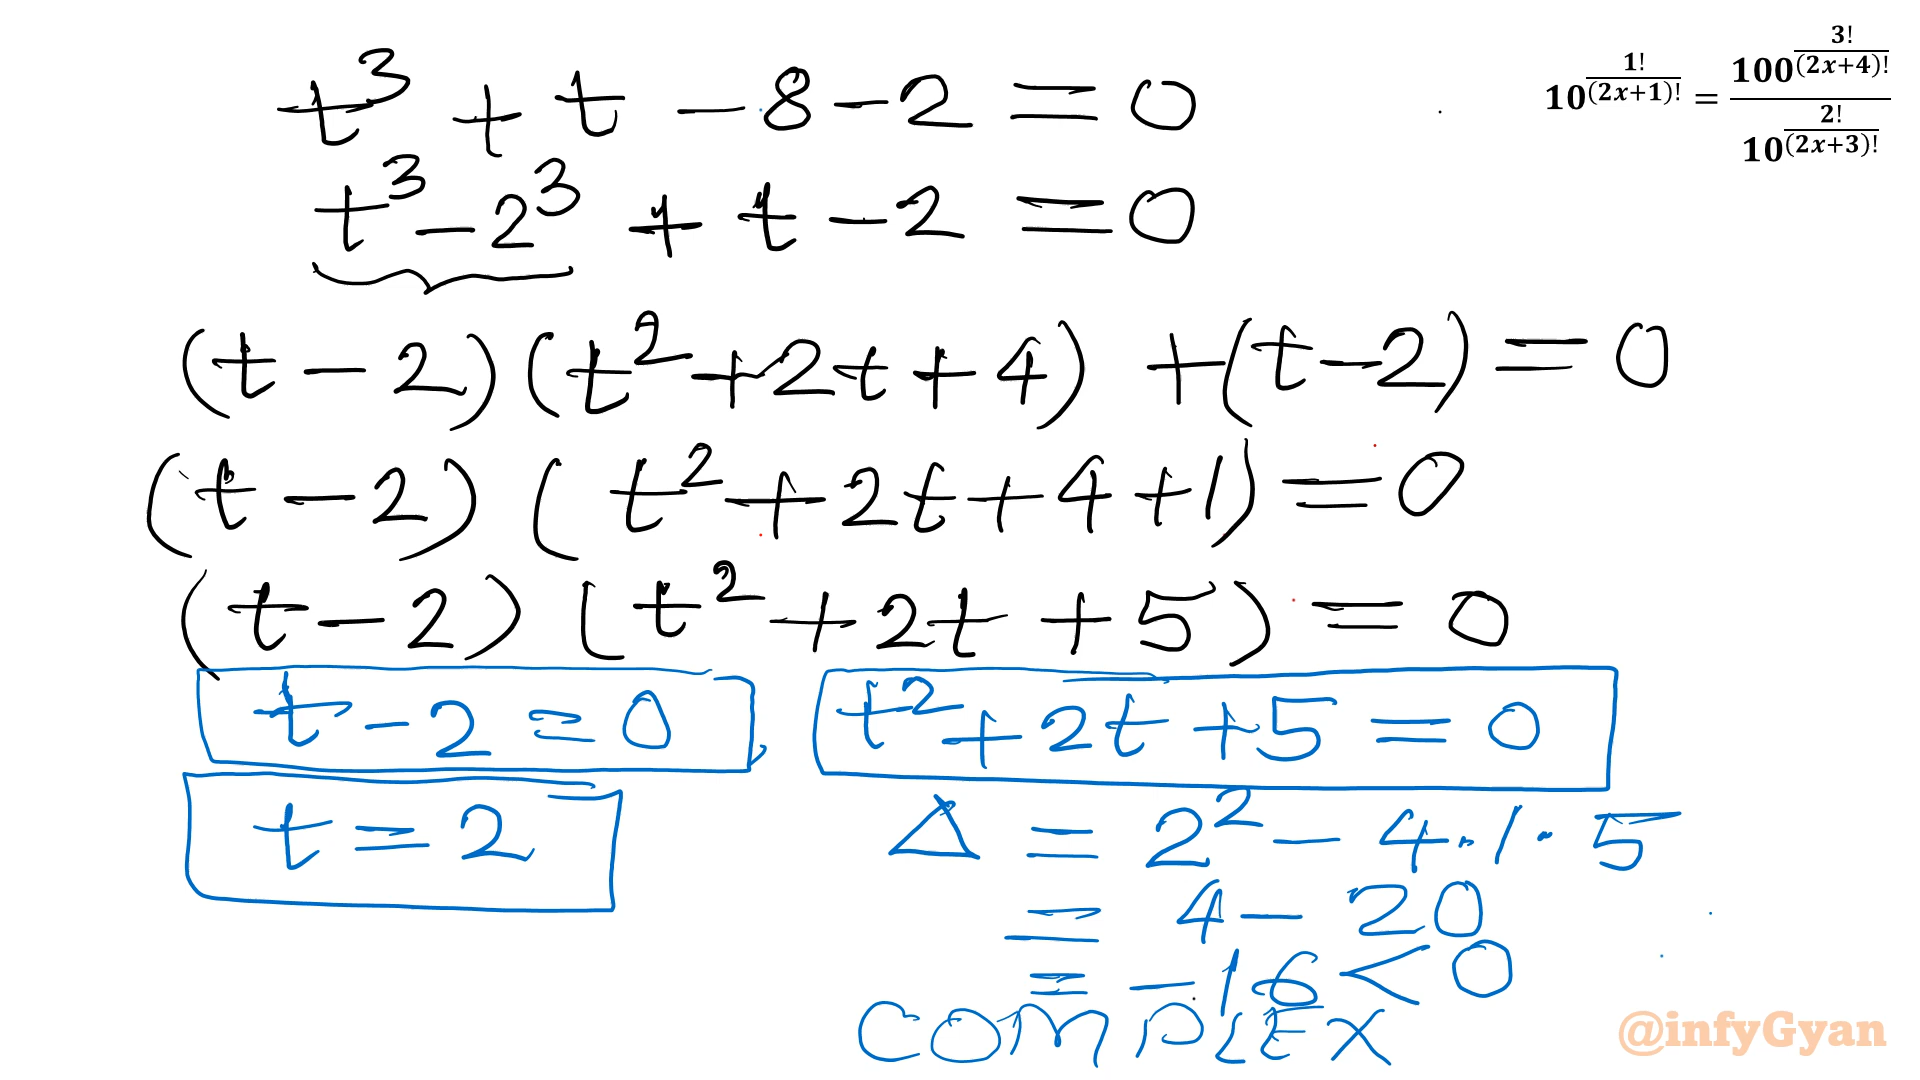 t³ + t - 8 - 2 = 0
10^(1!/(2x+1)!) = 100^(3!/(2x+4)!) / 10^(2!/(2x+3)!)
t³ - 2³ + t - 2 = 0
(t - 2)(t² + 2t + 4) + (t - 2) = 0
(t - 2)(t² + 2t + 4 + 1) = 0
(t - 2)(t² + 2t + 5) = 0
t - 2 = 0, t² + 2t + 5 = 0
t = 2
Δ = 2² - 4·1·5
= 4 - 20
= -16 < 0
COMPLEX
@infyGyan